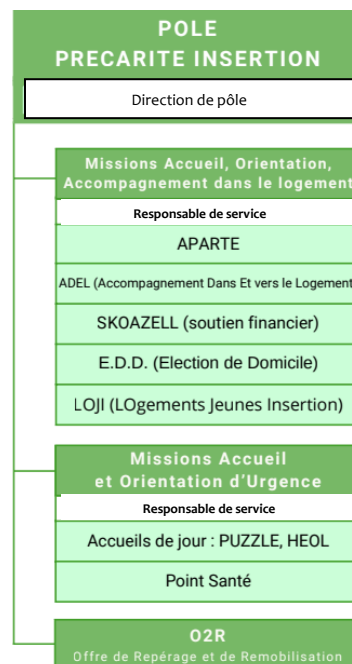 POLE
PRECARITE INSERTION
Direction de pôle
Missions Accueil, Orientation,
Accompagnement dans le logement
Responsable de service
APARTE
ADEL (Accompagnement Dans Et vers le Logement
SKOAZELL (soutien financier)
E.D.D. (Election de Domicile)
LOJI (LOgements Jeunes Insertion)
Missions Accueil
et Orientation d'Urgence
Responsable de service
Accueils de jour : PUZZLE, HEOL
Point Santé
O2R
Offre de Repérage et de Remobilisation